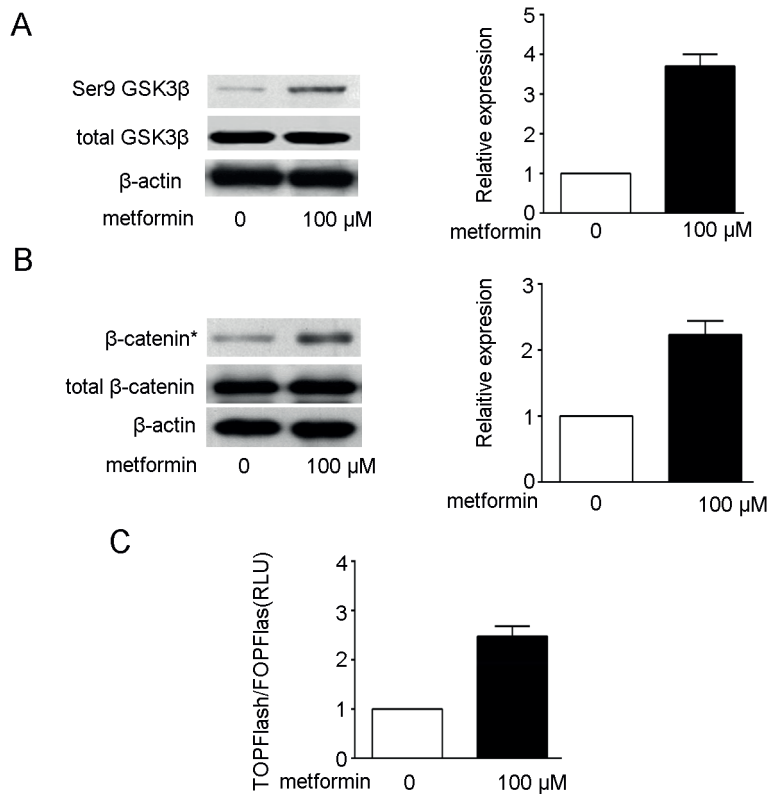 A
Ser9 GSK3β
total GSK3β
β-actin
metformin 0 100 µM
Relative expression
5
4
3
2
1
0
metformin 0 100 µM
B
β-catenin*
total β-catenin
β-actin
metformin 0 100 µM
Relaitive expresion
3
2
1
0
metformin 0 100 µM
C
TOPFlash/FOPFlas(RLU)
4
3
2
1
0
metformin 0 100 µM